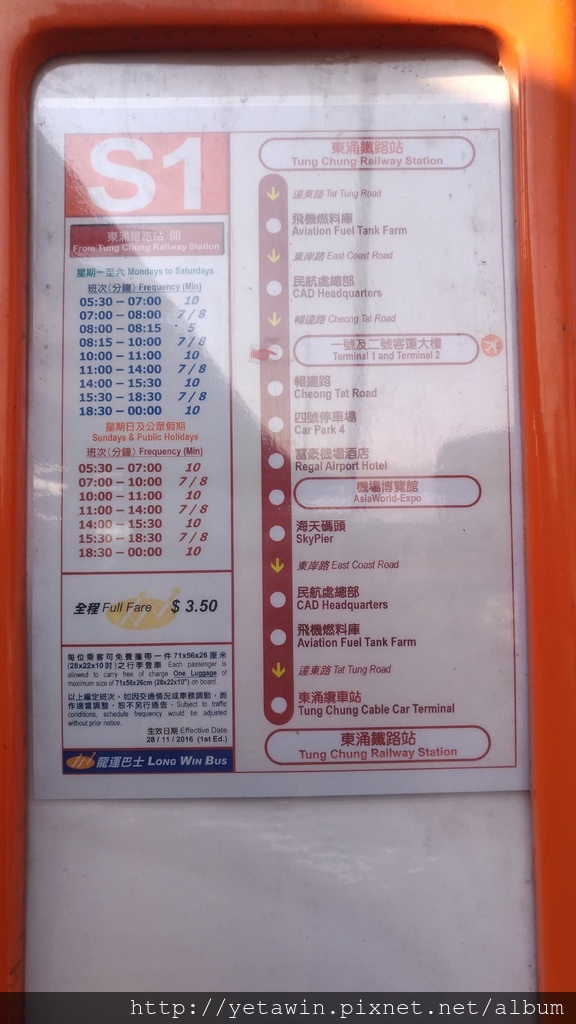 S1
東涌鐵路站 開
From Tung Chung Railway Station
星期一至六 Mondays to Saturdays
班次(分鐘) Frequency (Min)
05:30 – 07:00 10
07:00 – 08:00 7 / 8
08:00 – 08:15 5
08:15 – 10:00 7 / 8
10:00 – 11:00 10
11:00 – 14:00 7 / 8
14:00 – 15:30 10
15:30 – 18:30 7 / 8
18:30 – 00:00 10
星期日及公眾假期
Sundays & Public Holidays
班次(分鐘) Frequency (Min)
05:30 – 07:00 10
07:00 – 10:00 7 / 8
10:00 – 11:00 10
11:00 – 14:00 7 / 8
14:00 – 15:30 10
15:30 – 18:30 7 / 8
18:30 – 00:00 10
全程 Full Fare $ 3.50
每位乘客可免費攜帶一件 71x56x26 厘米
(28x22x10 吋) 之行李登車 Each passenger is
allowed to carry free of charge One Luggage of
maximum size of 71x56x26cm (28x22x10") on board.
以上編定班次，如因交通情況或車務調動，而
作適當調整，恕不另行通告。Subject to traffic
conditions, schedule frequency would be adjusted
without prior notice.
生效日期 Effective Date
28 / 11 / 2016 (1st Ed.)
龍運巴士 LONG WIN BUS
東涌鐵路站
Tung Chung Railway Station
達東路 Tat Tung Road
飛機燃料庫
Aviation Fuel Tank Farm
東岸路 East Coast Road
民航處總部
CAD Headquarters
暢達路 Cheong Tat Road
一號及二號客運大樓
Terminal 1 and Terminal 2
暢達路
Cheong Tat Road
四號停車場
Car Park 4
富豪機場酒店
Regal Airport Hotel
機場博覽館
AsiaWorld-Expo
海天碼頭
SkyPier
東岸路 East Coast Road
民航處總部
CAD Headquarters
飛機燃料庫
Aviation Fuel Tank Farm
達東路 Tat Tung Road
東涌纜車站
Tung Chung Cable Car Terminal
東涌鐵路站
Tung Chung Railway Station
http://yetawin.pixnet.net/album